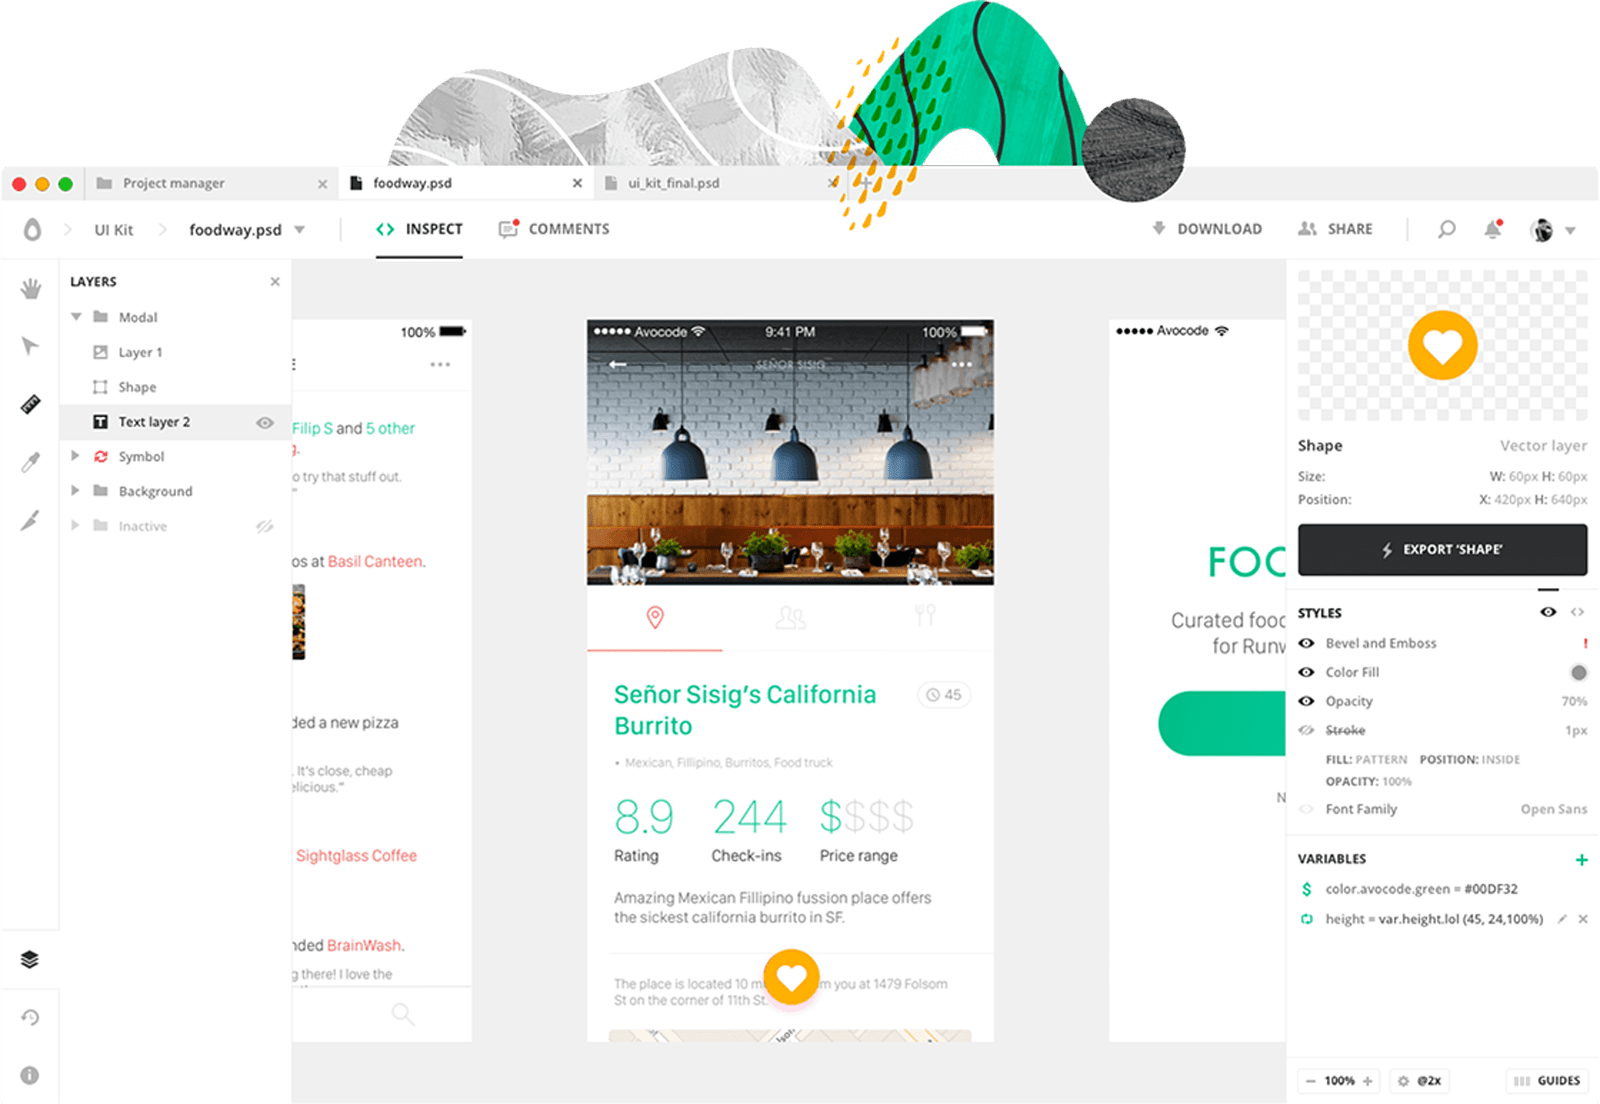 Project manager
foodway.psd
ui_kit_final.psd
UI Kit
foodway.psd
INSPECT
COMMENTS
DOWNLOAD
SHARE
LAYERS
Modal
Layer 1
Shape
Text layer 2
Symbol
Background
Inactive
100%
Filip S and 5 other
g.
o try that stuff out.
”
os at Basil Canteen.
ded a new pizza
. It's close, cheap
elicious.”
Sightglass Coffee
nded BrainWash.
g there! I love the
Avocode
9:41 PM
100%
SEÑOR SISIG
Señor Sisig’s California
Burrito
45
• Mexican, Fillipino, Burritos, Food truck
8.9
244
$$$$
Rating
Check-ins
Price range
Amazing Mexican Fillipino fussion place offers
the sickest california burrito in SF.
The place is located 10 m m you at 1479 Folsom
St on the corner of 11th St.
Avocode
FOO
Curated food
for Runw
N
Shape
Vector layer
Size:
W: 60px H: 60px
Position:
X: 420px H: 640px
EXPORT ‘SHAPE’
STYLES
Bevel and Emboss !
Color Fill
Opacity 70%
Stroke 1px
FILL: PATTERN POSITION: INSIDE
OPACITY: 100%
Font Family Open Sans
VARIABLES +
$ color.avocode.green = #00DF32
height = var.height.lol (45, 24,100%)
− 100% +
@2x
GUIDES